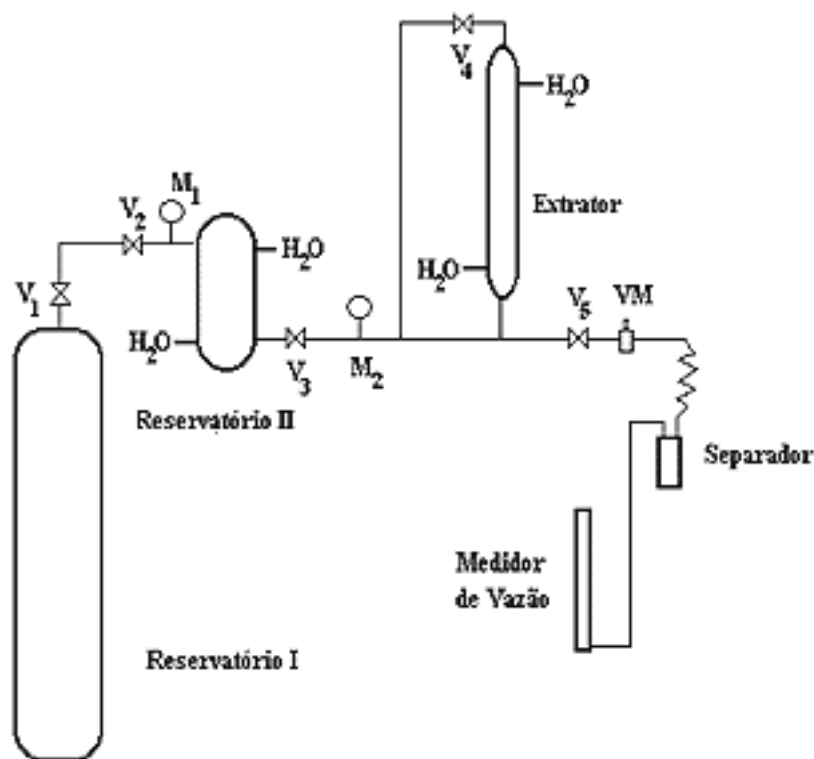 V4
H2O
M1
V2
Extrator
H2O
H2O
V1
V5
VM
H2O
V3
M2
Reservatório II
Separador
Medidor
de Vazão
Reservatório I